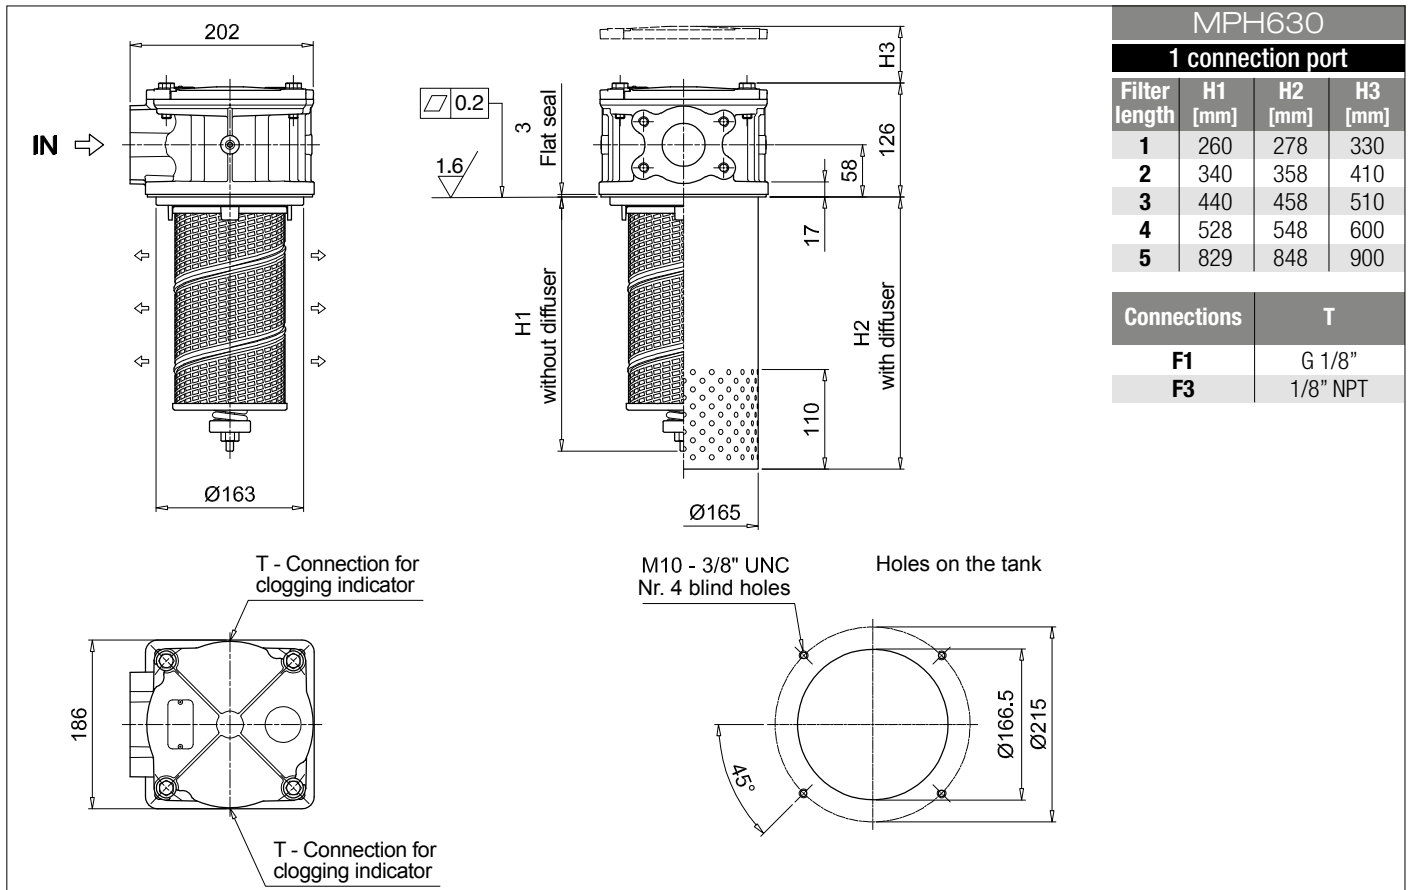 202
IN
Ø163
0.2
1.6
3
Flat seal
H3
126
58
17
H1
without diffuser
H2
with diffuser
110
Ø165
T - Connection for
clogging indicator
186
T - Connection for
clogging indicator
M10 - 3/8" UNC
Nr. 4 blind holes
Holes on the tank
45°
Ø166.5
Ø215
MPH630
1 connection port
Filter length H1 [mm] H2 [mm] H3 [mm]
1 260 278 330
2 340 358 410
3 440 458 510
4 528 548 600
5 829 848 900
Connections T
F1 G 1/8”
F3 1/8” NPT